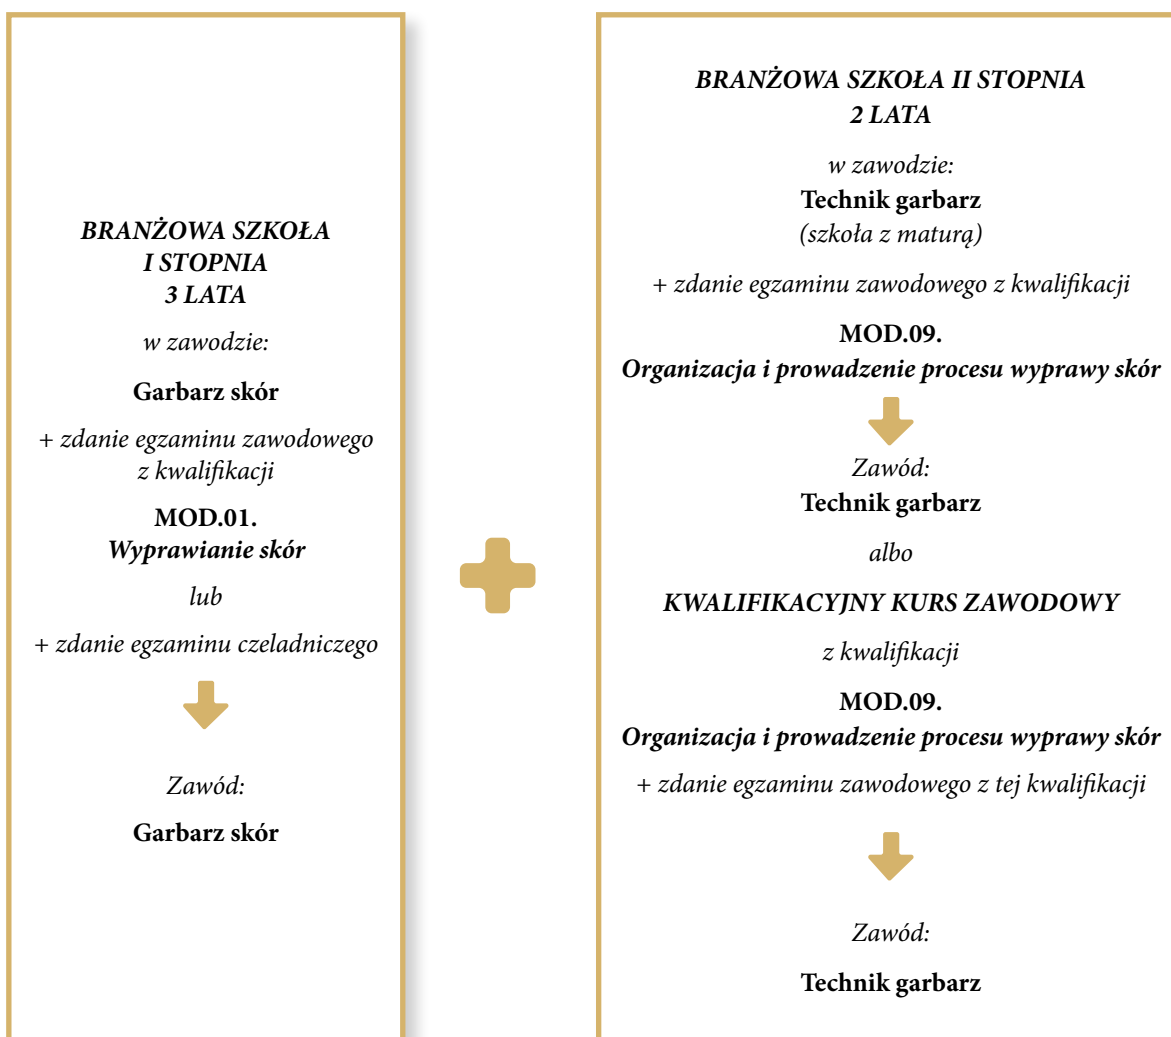 BRANŻOWA SZKOŁA
I STOPNIA
3 LATA
w zawodzie:
Garbarz skór
+ zdanie egzaminu zawodowego
z kwalifikacji
MOD.01.
Wyprawianie skór
lub
+ zdanie egzaminu czeladniczego
Zawód:
Garbarz skór
BRANŻOWA SZKOŁA II STOPNIA
2 LATA
w zawodzie:
Technik garbarz
(szkoła z maturą)
+ zdanie egzaminu zawodowego z kwalifikacji
MOD.09.
Organizacja i prowadzenie procesu wyprawy skór
Zawód:
Technik garbarz
albo
KWALIFIKACYJNY KURS ZAWODOWY
z kwalifikacji
MOD.09.
Organizacja i prowadzenie procesu wyprawy skór
+ zdanie egzaminu zawodowego z tej kwalifikacji
Zawód:
Technik garbarz